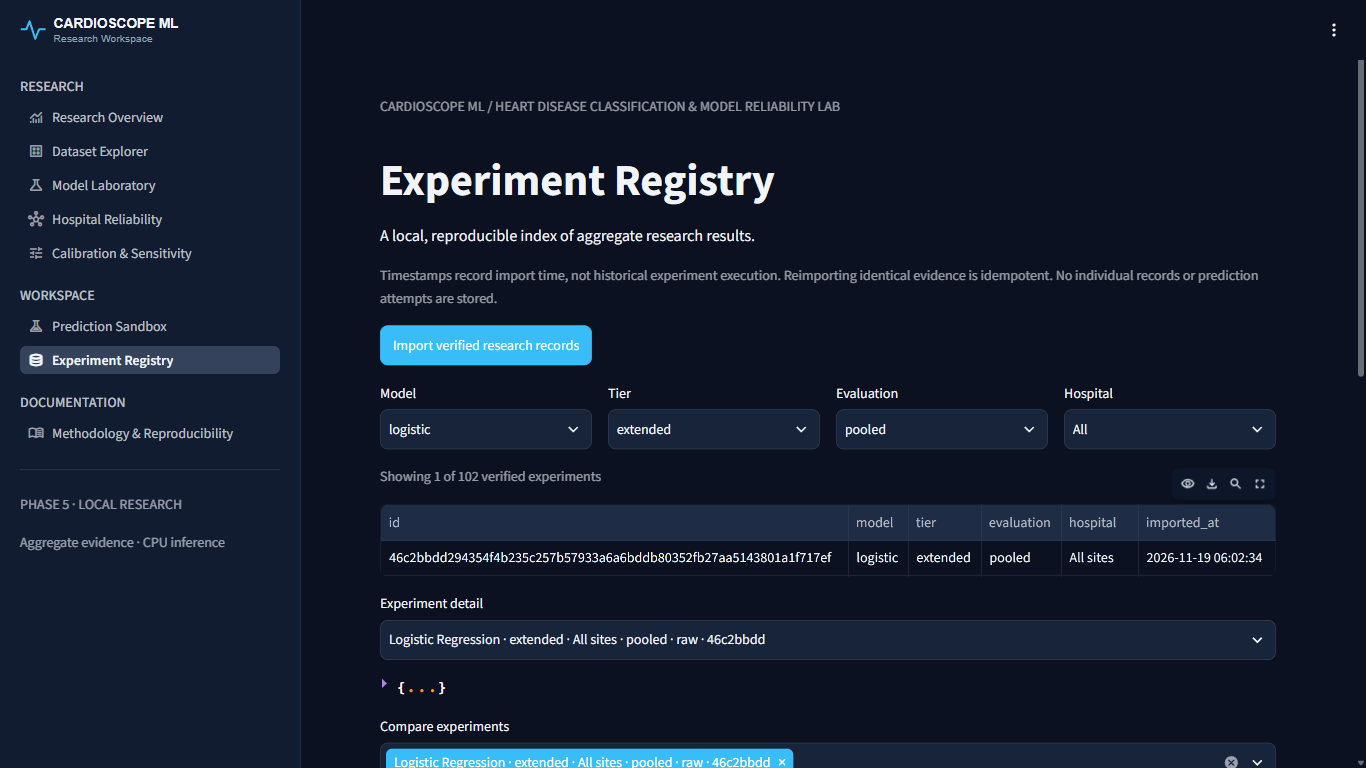 CARDIOSCOPE ML
Research Workspace
RESEARCH
Research Overview
Dataset Explorer
Model Laboratory
Hospital Reliability
Calibration & Sensitivity
WORKSPACE
Prediction Sandbox
Experiment Registry
DOCUMENTATION
Methodology & Reproducibility
PHASE 5 · LOCAL RESEARCH
Aggregate evidence · CPU inference
CARDIOSCOPE ML / HEART DISEASE CLASSIFICATION & MODEL RELIABILITY LAB
Experiment Registry
A local, reproducible index of aggregate research results.
Timestamps record import time, not historical experiment execution. Reimporting identical evidence is idempotent. No individual records or prediction
attempts are stored.
Import verified research records
Model Tier Evaluation Hospital
logistic extended pooled All
Showing 1 of 102 verified experiments
id model tier evaluation hospital imported_at
46c2bbdd294354f4b235c257b57933a6a6bddb80352fb27aa5143801a1f717ef logistic extended pooled All sites 2026-11-19 06:02:34
Experiment detail
Logistic Regression · extended · All sites · pooled · raw · 46c2bbdd
{...}
Compare experiments
Logistic Regression · extended · All sites · pooled · raw · 46c2bbdd ×